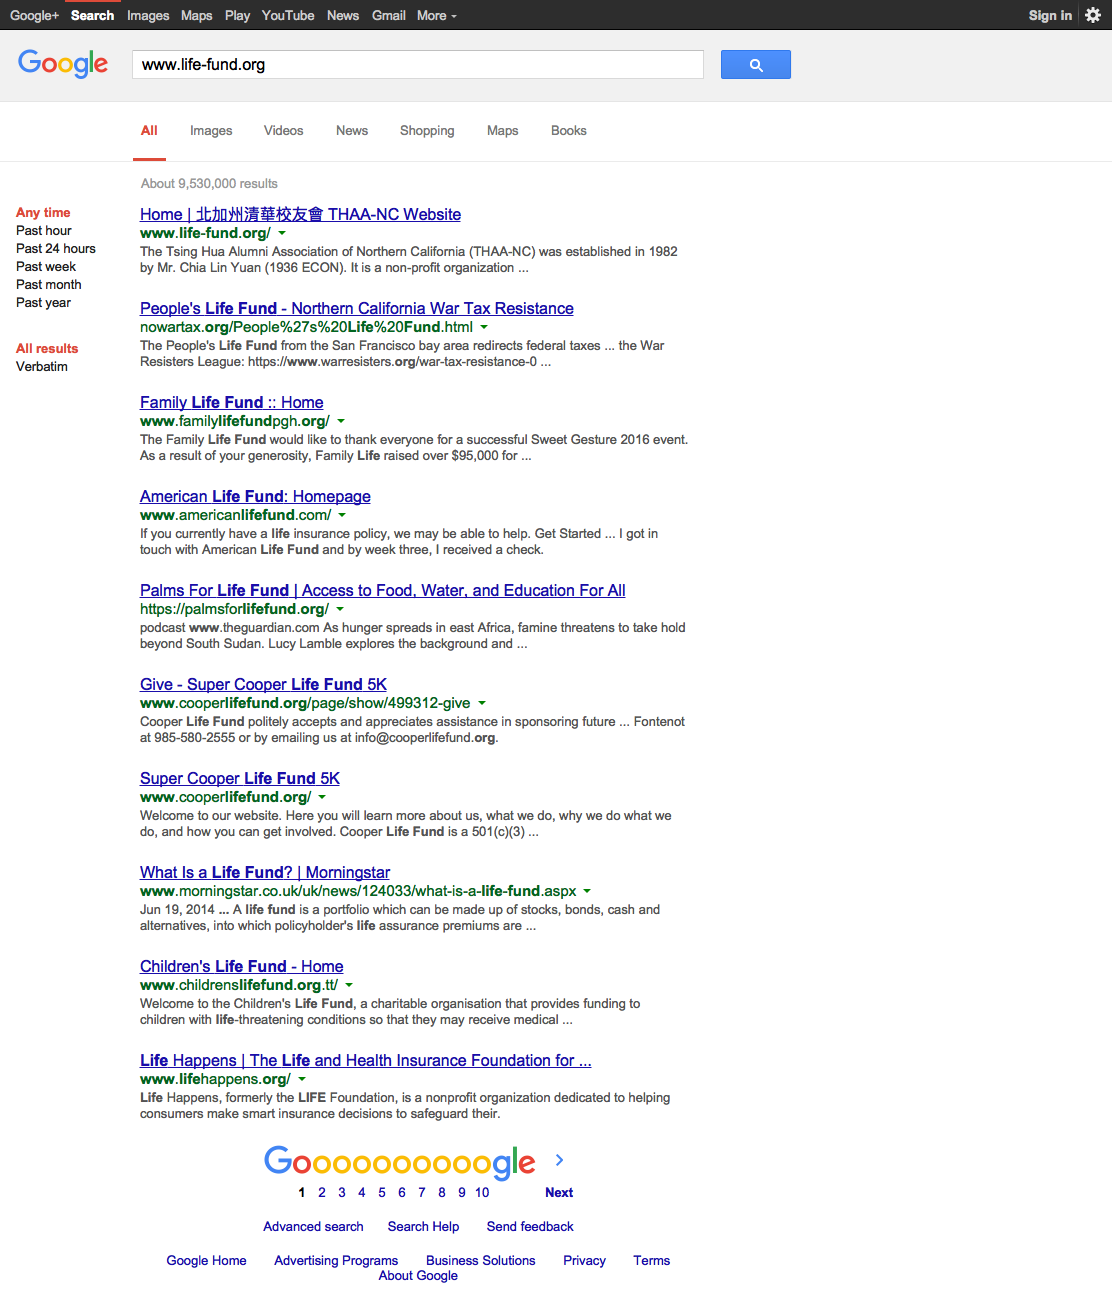 Google+ Search Images Maps Play YouTube News Gmail More Sign in
Google www.life-fund.org
All Images Videos News Shopping Maps Books
About 9,530,000 results
Any time
Past hour
Past 24 hours
Past week
Past month
Past year
All results
Verbatim
Home | 北加州清華校友會 THAA-NC Website
www.life-fund.org/
The Tsing Hua Alumni Association of Northern California (THAA-NC) was established in 1982
by Mr. Chia Lin Yuan (1936 ECON). It is a non-profit organization ...
People's Life Fund - Northern California War Tax Resistance
nowartax.org/People%27s%20Life%20Fund.html
The People's Life Fund from the San Francisco bay area redirects federal taxes ... the War
Resisters League: https://www.warresisters.org/war-tax-resistance-0 ...
Family Life Fund :: Home
www.familylifefundpgh.org/
The Family Life Fund would like to thank everyone for a successful Sweet Gesture 2016 event.
As a result of your generosity, Family Life raised over $95,000 for ...
American Life Fund: Homepage
www.americanlifefund.com/
If you currently have a life insurance policy, we may be able to help. Get Started ... I got in
touch with American Life Fund and by week three, I received a check.
Palms For Life Fund | Access to Food, Water, and Education For All
https://palmsforlifefund.org/
podcast www.theguardian.com As hunger spreads in east Africa, famine threatens to take hold
beyond South Sudan. Lucy Lamble explores the background and ...
Give - Super Cooper Life Fund 5K
www.cooperlifefund.org/page/show/499312-give
Cooper Life Fund politely accepts and appreciates assistance in sponsoring future ... Fontenot
at 985-580-2555 or by emailing us at info@cooperlifefund.org.
Super Cooper Life Fund 5K
www.cooperlifefund.org/
Welcome to our website. Here you will learn more about us, what we do, why we do what we
do, and how you can get involved. Cooper Life Fund is a 501(c)(3) ...
What Is a Life Fund? | Morningstar
www.morningstar.co.uk/uk/news/124033/what-is-a-life-fund.aspx
Jun 19, 2014 ... A life fund is a portfolio which can be made up of stocks, bonds, cash and
alternatives, into which policyholder's life assurance premiums are ...
Children's Life Fund - Home
www.childrenslifefund.org.tt/
Welcome to the Children's Life Fund, a charitable organisation that provides funding to
children with life-threatening conditions so that they may receive medical ...
Life Happens | The Life and Health Insurance Foundation for ...
www.lifehappens.org/
Life Happens, formerly the LIFE Foundation, is a nonprofit organization dedicated to helping
consumers make smart insurance decisions to safeguard their.
Goooooooooogle
1 2 3 4 5 6 7 8 9 10 Next
Advanced search Search Help Send feedback
Google Home Advertising Programs Business Solutions Privacy Terms
About Google